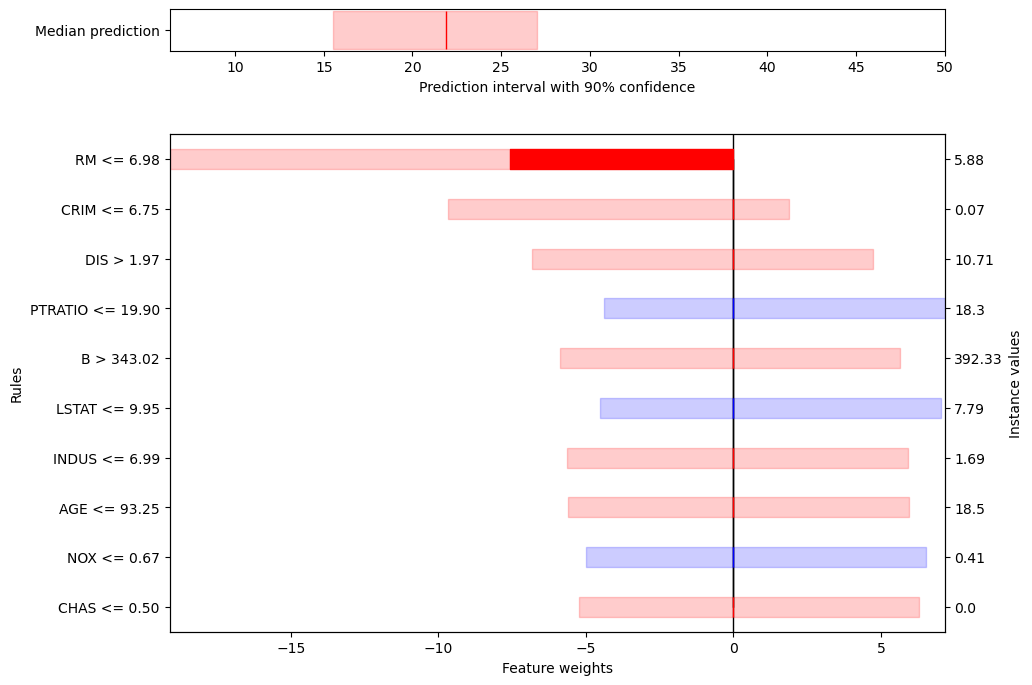 Median prediction
10 15 20 25 30 35 40 45 50
Prediction interval with 90% confidence
RM <= 6.98 5.88
CRIM <= 6.75 0.07
DIS > 1.97 10.71
PTRATIO <= 19.90 18.3
B > 343.02 392.33
LSTAT <= 9.95 7.79
INDUS <= 6.99 1.69
AGE <= 93.25 18.5
NOX <= 0.67 0.41
CHAS <= 0.50 0.0
Rules
Instance values
−15 −10 −5 0 5
Feature weights